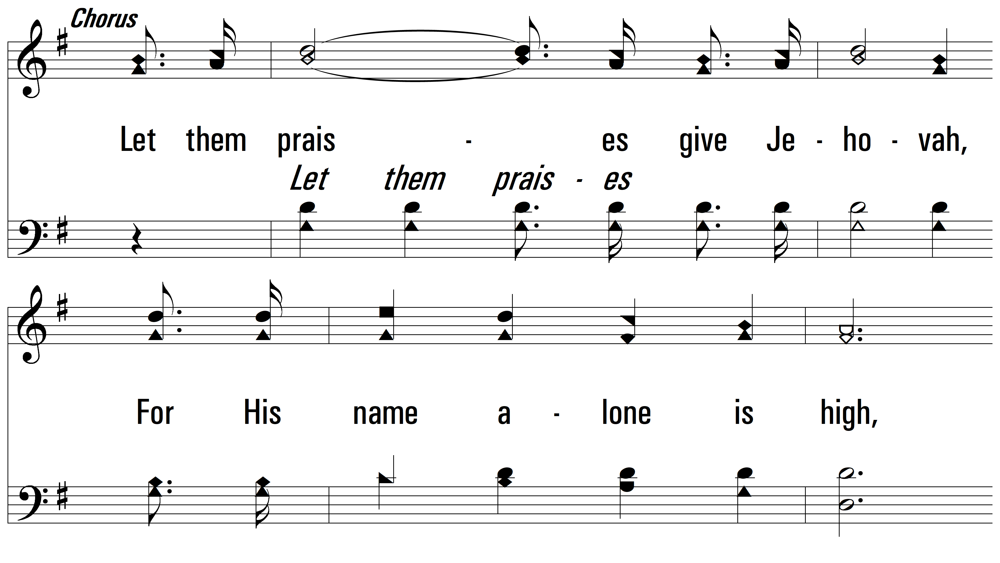 Chorus
Let them prais - es give Je - ho - vah,
Let them prais - es
For His name a - lone is high,